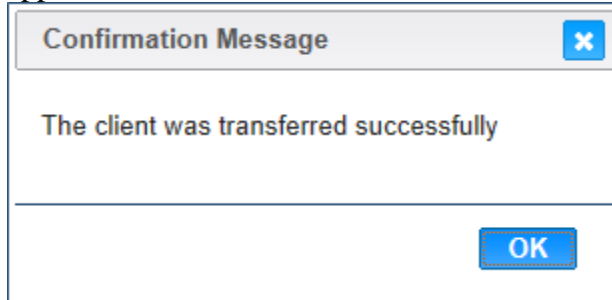 Confirmation Message
The client was transferred successfully
OK